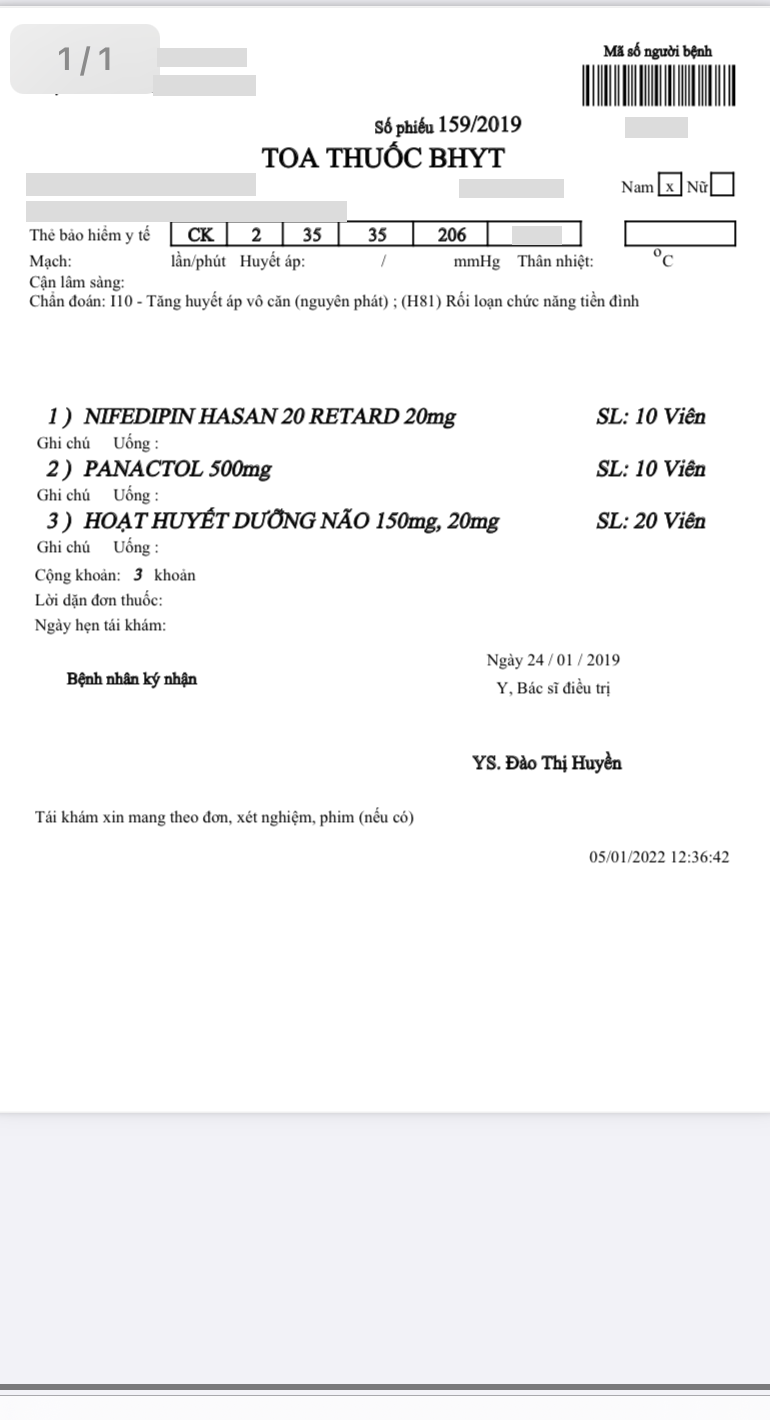 1/1
Mã số người bệnh
Số phiếu 159/2019
TOA THUỐC BHYT
Nam x Nữ
Thẻ bảo hiểm y tế CK 2 35 35 206
Mạch: lần/phút Huyết áp: / mmHg Thân nhiệt: °C
Cận lâm sàng:
Chẩn đoán: I10 - Tăng huyết áp vô căn (nguyên phát) ; (H81) Rối loạn chức năng tiền đình
1 ) NIFEDIPIN HASAN 20 RETARD 20mg SL: 10 Viên
Ghi chú Uống :
2 ) PANACTOL 500mg SL: 10 Viên
Ghi chú Uống :
3 ) HOẠT HUYẾT DƯỠNG NÃO 150mg, 20mg SL: 20 Viên
Ghi chú Uống :
Cộng khoản: 3 khoản
Lời dặn đơn thuốc:
Ngày hẹn tái khám:
Ngày 24 / 01 / 2019
Bệnh nhân ký nhận
Y, Bác sĩ điều trị
YS. Đào Thị Huyền
Tái khám xin mang theo đơn, xét nghiệm, phim (nếu có)
05/01/2022 12:36:42